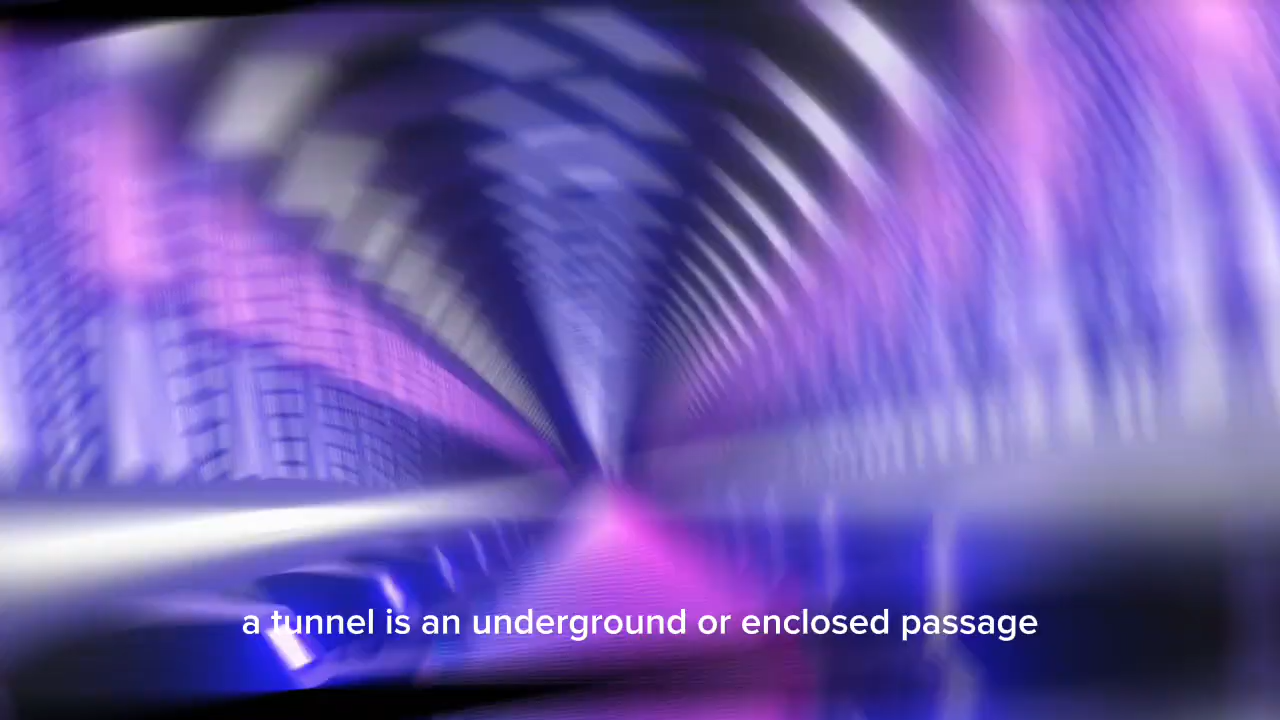 a tunnel is an underground or enclosed passage